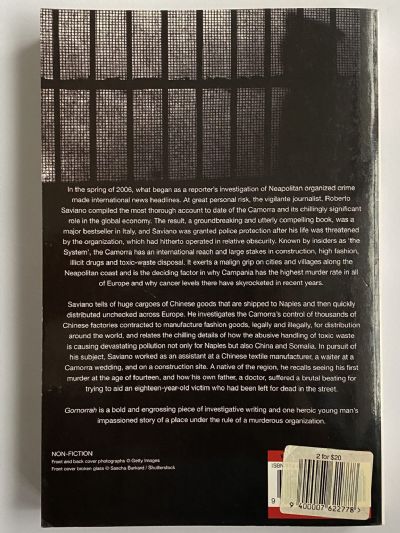 In the spring of 2006, what began as a reporter's investigation of Neapolitan organized crime
made international news headlines. At great personal risk, the vigilante journalist, Roberto
Saviano compiled the most thorough account to date of the Camorra and its chillingly significant
role in the global economy. The result, a groundbreaking and utterly compelling book, was a
major bestseller in Italy, and Saviano was granted police protection after his life was threatened
by the organization, which had hitherto operated in relative obscurity. Known by insiders as 'the
System', the Camorra has an international reach and large stakes in construction, high fashion,
illicit drugs and toxic-waste disposal. It exerts a malign grip on cities and villages along the
Neapolitan coast and is the deciding factor in why Campania has the highest murder rate in all
of Europe and why cancer levels there have skyrocketed in recent years.
Saviano tells of huge cargoes of Chinese goods that are shipped to Naples and then quickly
distributed unchecked across Europe. He investigates the Camorra's control of thousands of
Chinese factories contracted to manufacture fashion goods, legally and illegally, for distribution
around the world, and relates the chilling details of how the abusive handling of toxic waste
is causing devastating pollution not only for Naples but also China and Somalia. In pursuit of
his subject, Saviano worked as an assistant at a Chinese textile manufacturer, a waiter at a
Camorra wedding, and on a construction site. A native of the region, he recalls seeing his first
murder at the age of fourteen, and how his own father, a doctor, suffered a brutal beating for
trying to aid an eighteen-year-old victim who had been left for dead in the street.
Gomorrah is a bold and engrossing piece of investigative writing and one heroic young man's
impassioned story of a place under the rule of a murderous organization.
NON-FICTION
Front and back cover photographs © Getty Images
Front cover broken glass © Sascha Burkard / Shutterstock
2 for $20
ISBN
9
9 400007 622778 >